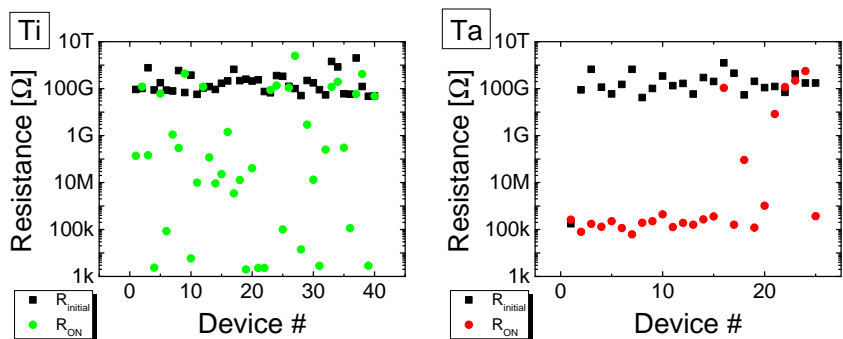 Ti
10T
100G
1G
10M
100k
1k
Resistance [Ω]
0 10 20 30 40
Device #
R_initial
R_ON
Ta
10T
100G
1G
10M
100k
1k
Resistance [Ω]
0 10 20
Device #
R_initial
R_ON